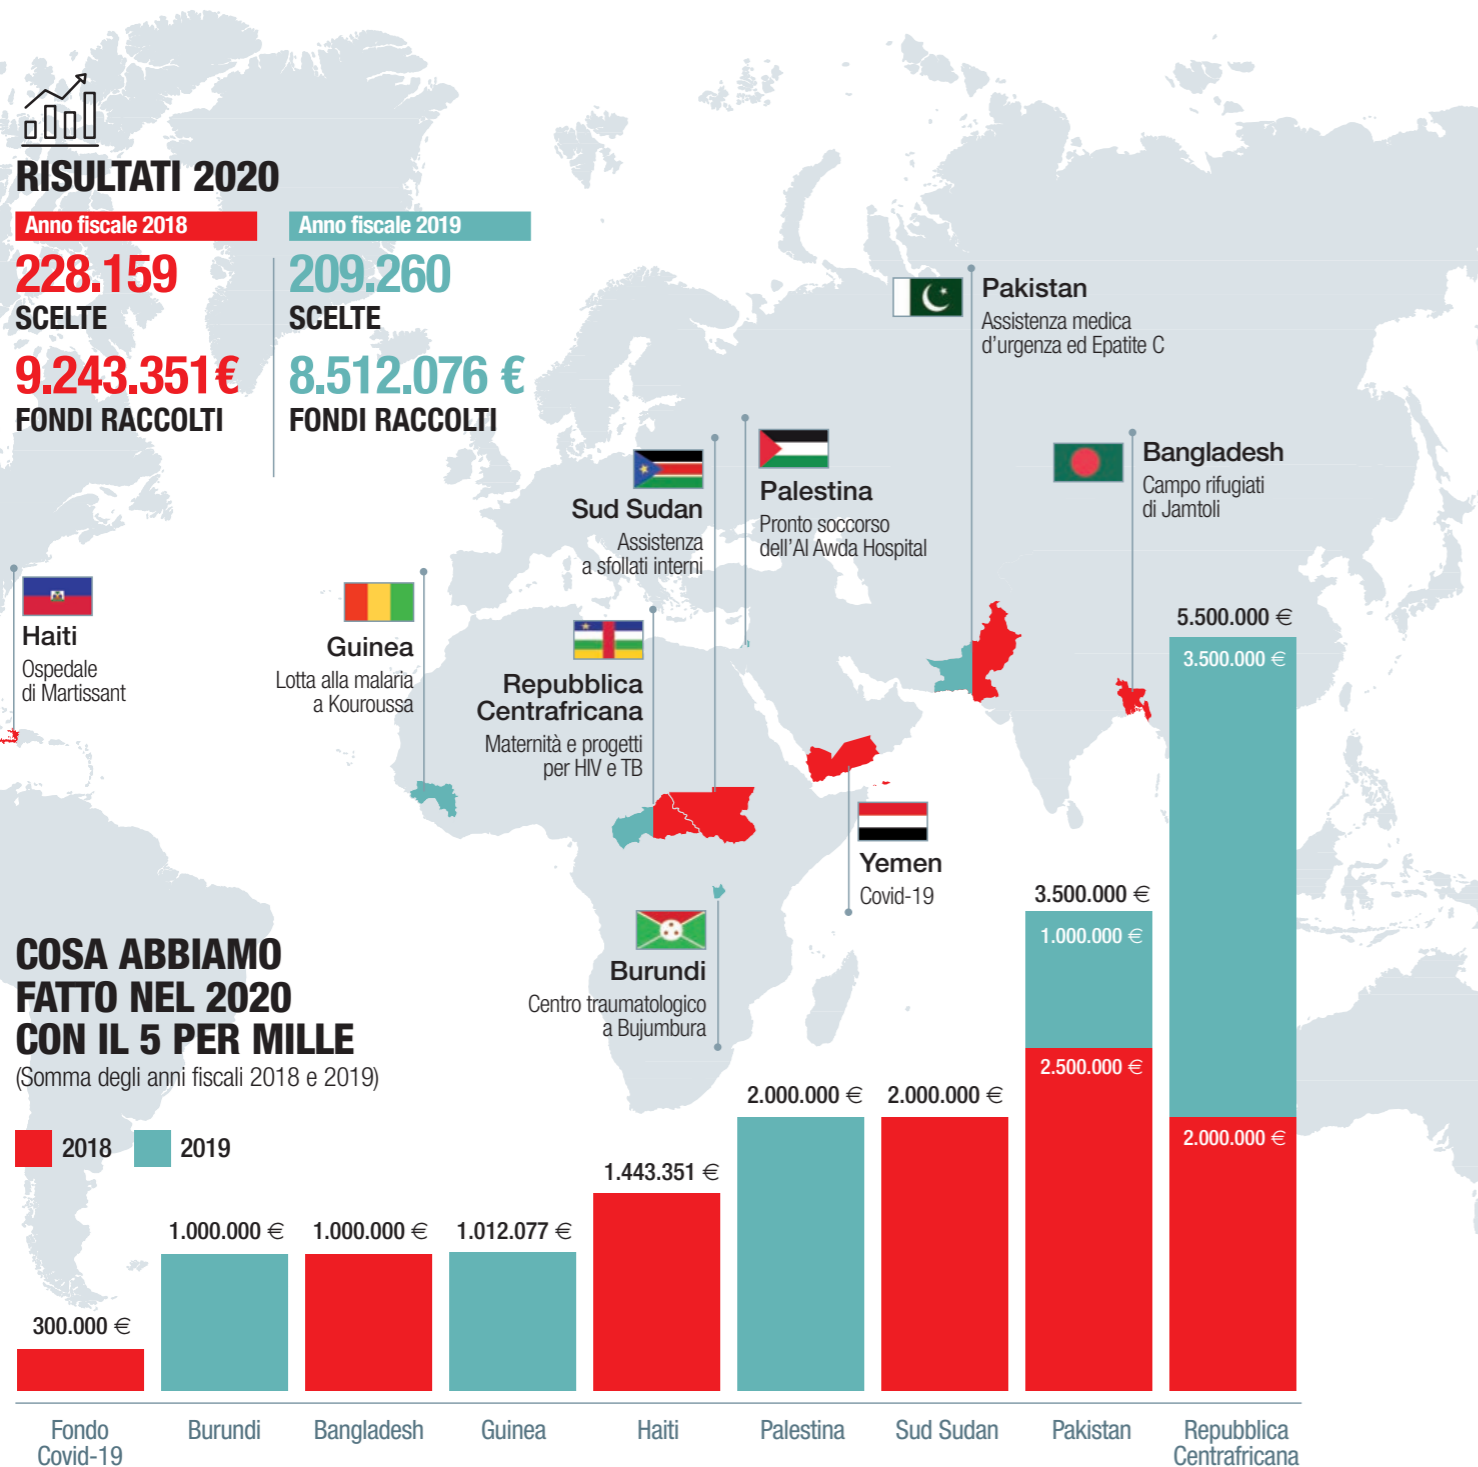 RISULTATI 2020
Anno fiscale 2018
228.159
SCELTE
9.243.351€
FONDI RACCOLTI
Anno fiscale 2019
209.260
SCELTE
8.512.076 €
FONDI RACCOLTI
Pakistan
Assistenza medica
d'urgenza ed Epatite C
Bangladesh
Campo rifugiati
di Jamtoli
Palestina
Pronto soccorso
dell'Al Awda Hospital
Sud Sudan
Assistenza
a sfollati interni
Haiti
Ospedale
di Martissant
Guinea
Lotta alla malaria
a Kouroussa
Repubblica
Centrafricana
Maternità e progetti
per HIV e TB
Yemen
Covid-19
Burundi
Centro traumatologico
a Bujumbura
COSA ABBIAMO
FATTO NEL 2020
CON IL 5 PER MILLE
(Somma degli anni fiscali 2018 e 2019)
2018
2019
300.000 €
1.000.000 €
1.000.000 €
1.012.077 €
1.443.351 €
2.000.000 €
2.000.000 €
3.500.000 €
1.000.000 €
2.500.000 €
5.500.000 €
3.500.000 €
2.000.000 €
Fondo
Covid-19
Burundi
Bangladesh
Guinea
Haiti
Palestina
Sud Sudan
Pakistan
Repubblica
Centrafricana